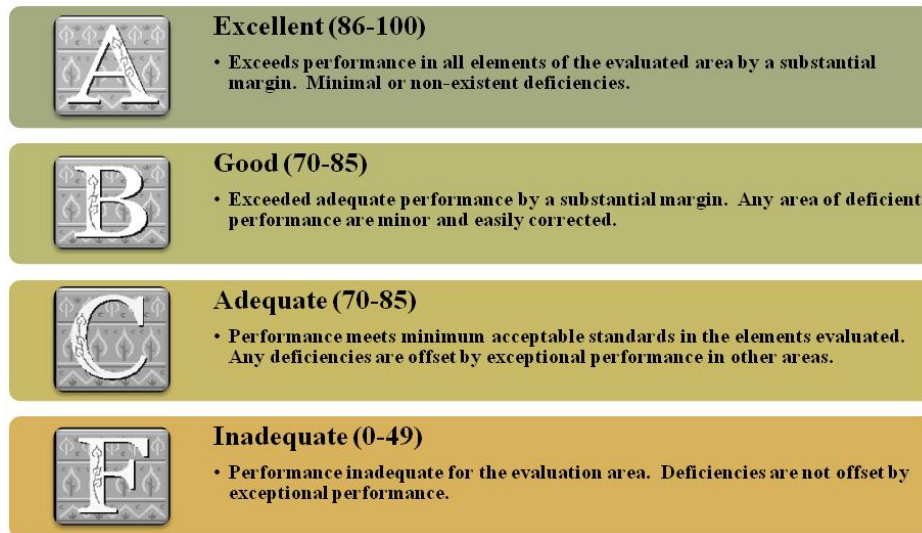 A
Excellent (86-100)
• Exceeds performance in all elements of the evaluated area by a substantial
margin. Minimal or non-existent deficiencies.
B
Good (70-85)
• Exceeded adequate performance by a substantial margin. Any area of deficient
performance are minor and easily corrected.
C
Adequate (70-85)
• Performance meets minimum acceptable standards in the elements evaluated.
Any deficiencies are offset by exceptional performance in other areas.
F
Inadequate (0-49)
• Performance inadequate for the evaluation area. Deficiencies are not offset by
exceptional performance.